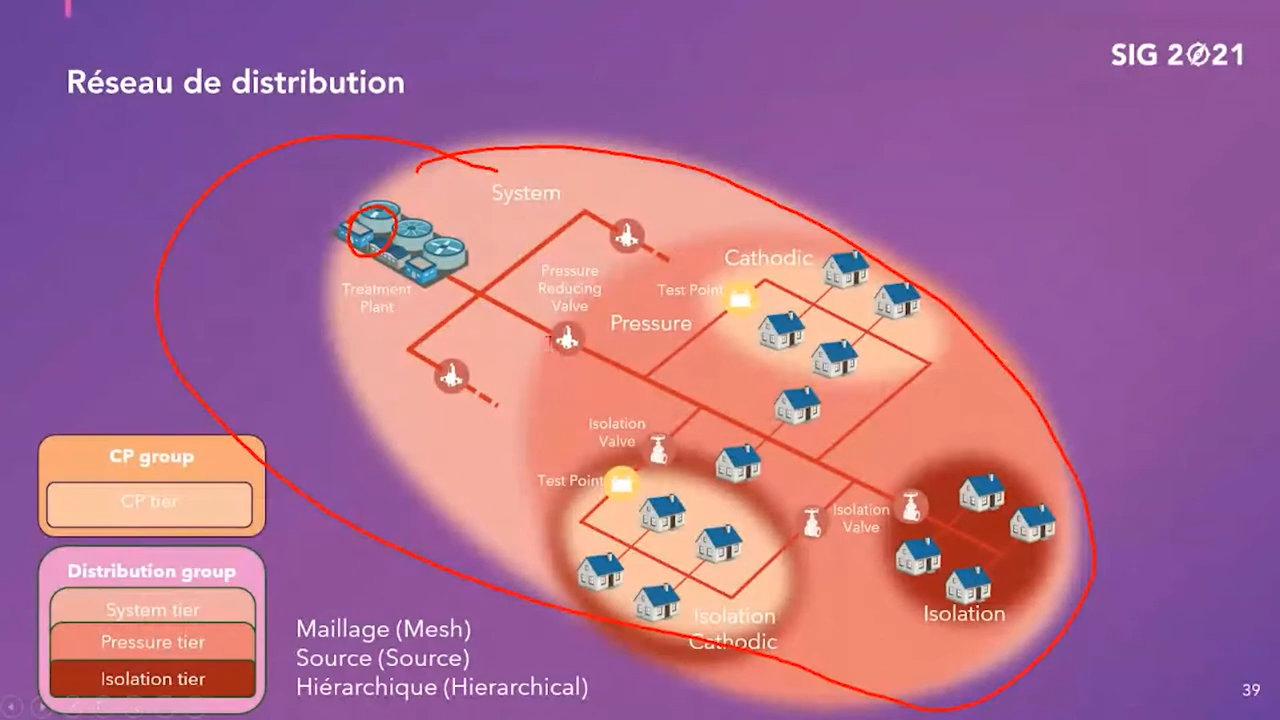 SIG 2021
Réseau de distribution
System
Cathodic
Treatment
Plant
Pressure
Reducing
Valve
Test Point
Pressure
Isolation
Valve
Test Point
Isolation
Valve
Isolation
Cathodic
Isolation
CP group
CP tier
Distribution group
System tier
Pressure tier
Isolation tier
Maillage (Mesh)
Source (Source)
Hiérarchique (Hierarchical)
39